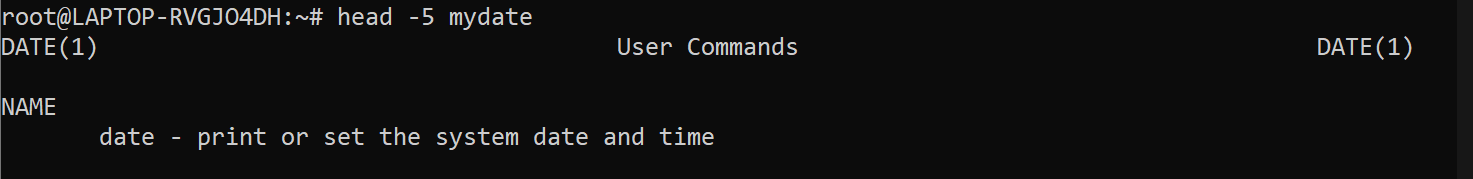 root@LAPTOP-RVGJO4DH:~# head -5 mydate
DATE(1) User Commands DATE(1)
NAME
date - print or set the system date and time